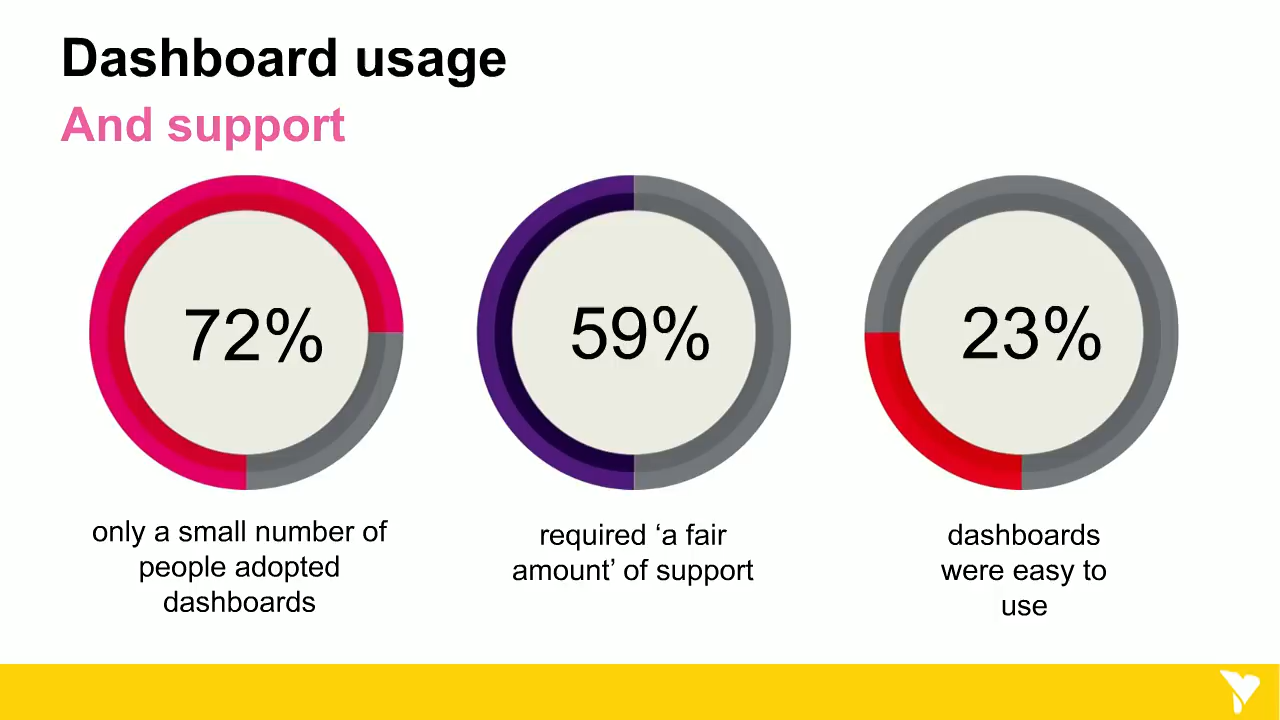 Dashboard usage
And support
72%
only a small number of
people adopted
dashboards
59%
required ‘a fair
amount’ of support
23%
dashboards
were easy to
use